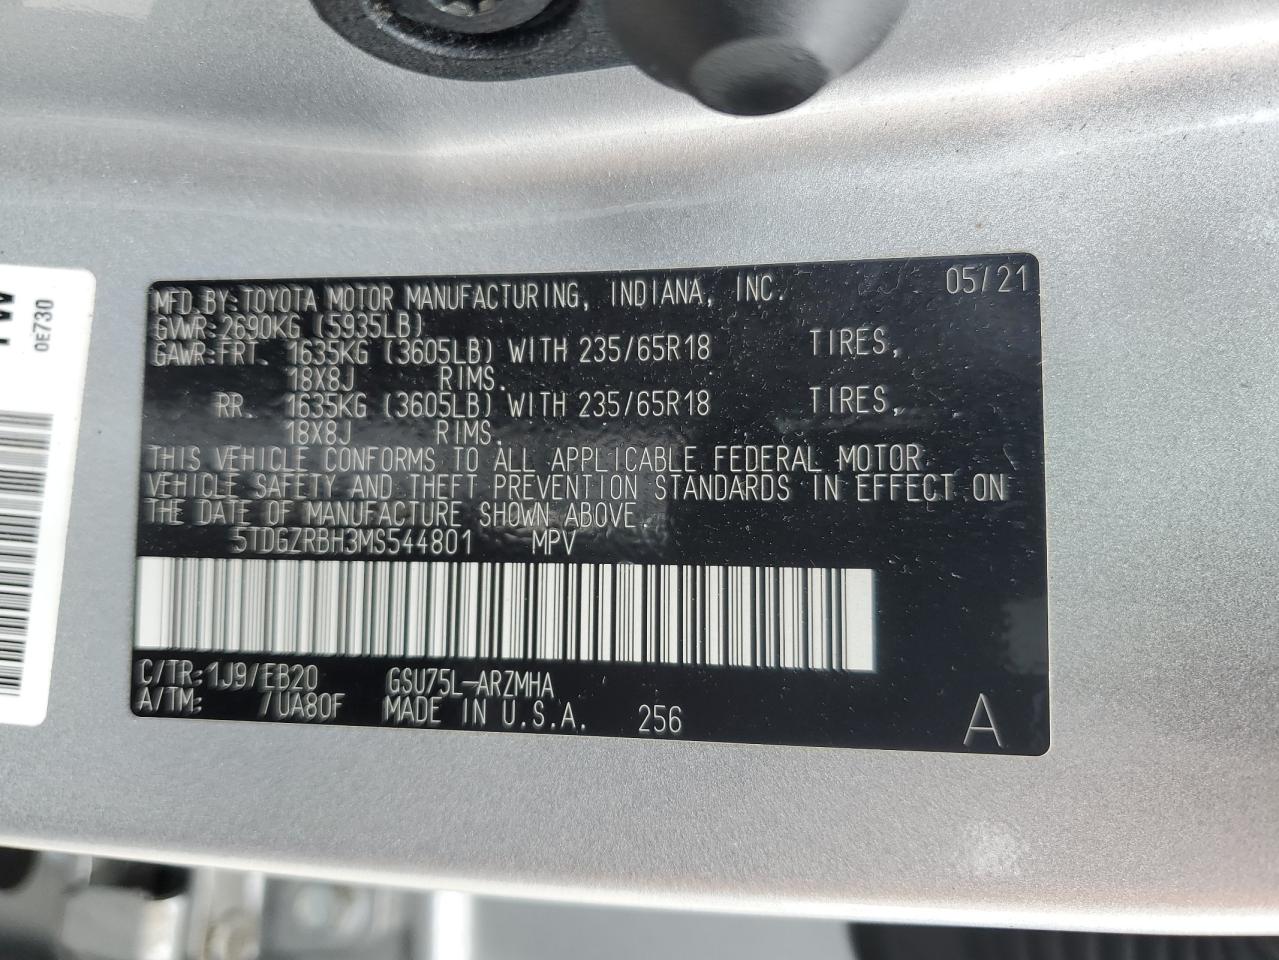 MFD.BY:TOYOTA MOTOR MANUFACTURING, INDIANA, INC. 05/21
GVWR:2690KG (5935LB)
GAWR:FRT. 1635KG (3605LB) WITH 235/65R18 TIRES,
18X8J RIMS.
RR. 1635KG (3605LB) WITH 235/65R18 TIRES,
18X8J RIMS.
THIS VEHICLE CONFORMS TO ALL APPLICABLE FEDERAL MOTOR
VEHICLE SAFETY AND THEFT PREVENTION STANDARDS IN EFFECT ON
THE DATE OF MANUFACTURE SHOWN ABOVE.
5TDGZRBH3MS544801 MPV
C/TR:1J9/EB20 GSU75L-ARZMHA
A/TM: /UA80F MADE IN U.S.A. 256 A
0E730